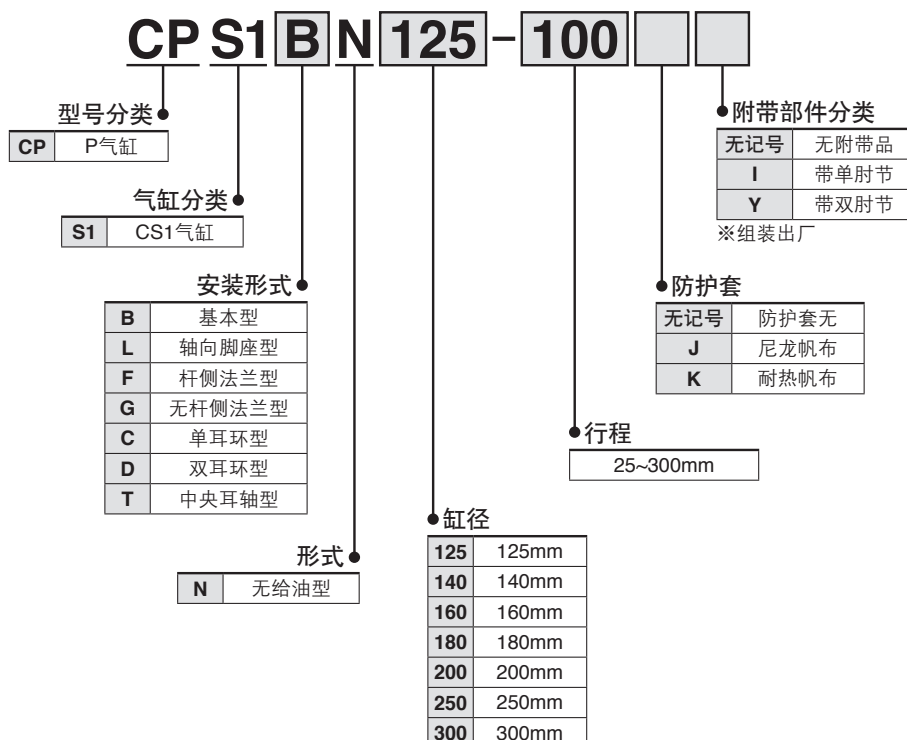 CP S1 B N 125 - 100
型号分类
CP P气缸
气缸分类
S1 CS1气缸
安装形式
B 基本型
L 轴向脚座型
F 杆侧法兰型
G 无杆侧法兰型
C 单耳环型
D 双耳环型
T 中央耳轴型
形式
N 无给油型
缸径
125 125mm
140 140mm
160 160mm
180 180mm
200 200mm
250 250mm
300 300mm
行程
25~300mm
防护套
无记号 防护套无
J 尼龙帆布
K 耐热帆布
附带部件分类
无记号 无附带品
I 带单肘节
Y 带双肘节
※组装出厂